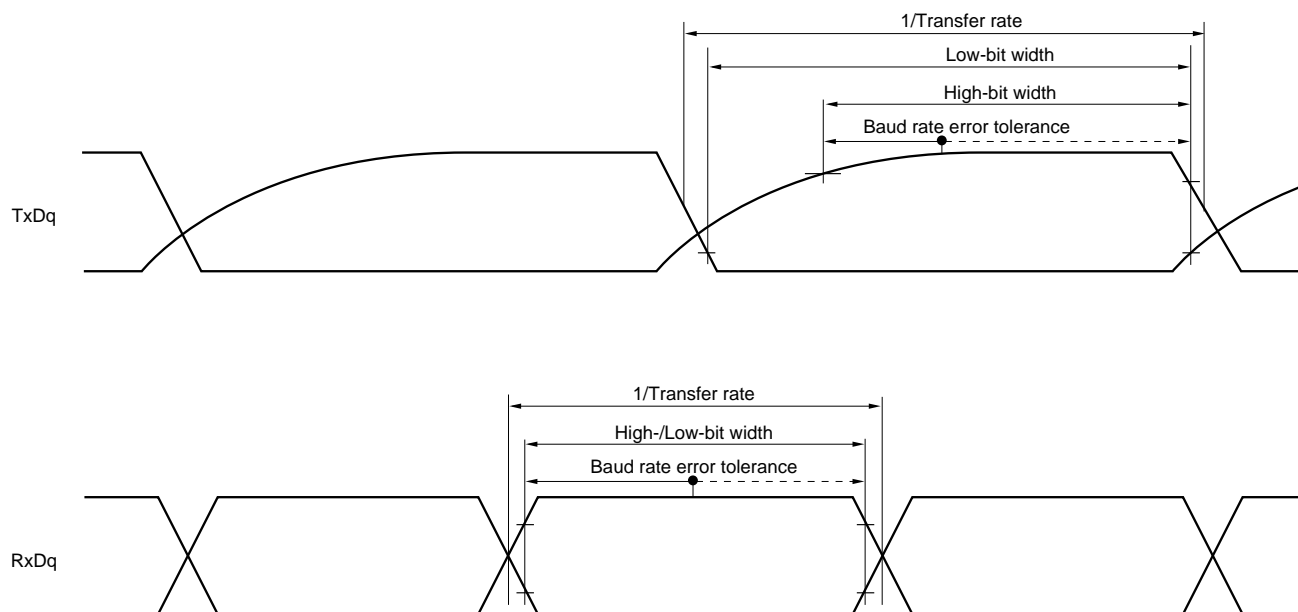 1/Transfer rate
Low-bit width
High-bit width
Baud rate error tolerance
TxDq
1/Transfer rate
High-/Low-bit width
Baud rate error tolerance
RxDq